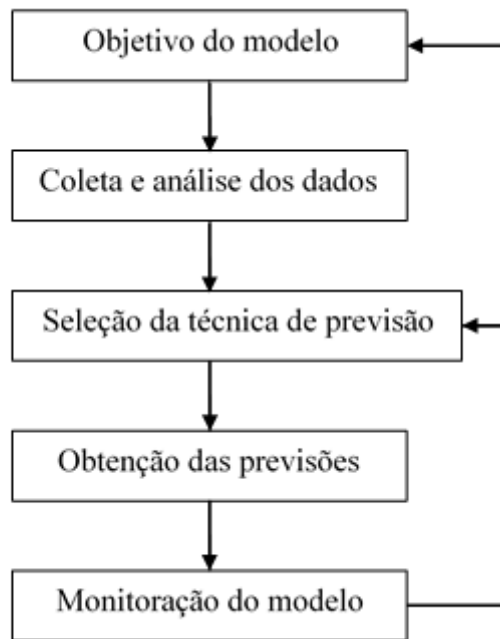 Objetivo do modelo
Coleta e análise dos dados
Seleção da técnica de previsão
Obtenção das previsões
Monitoração do modelo